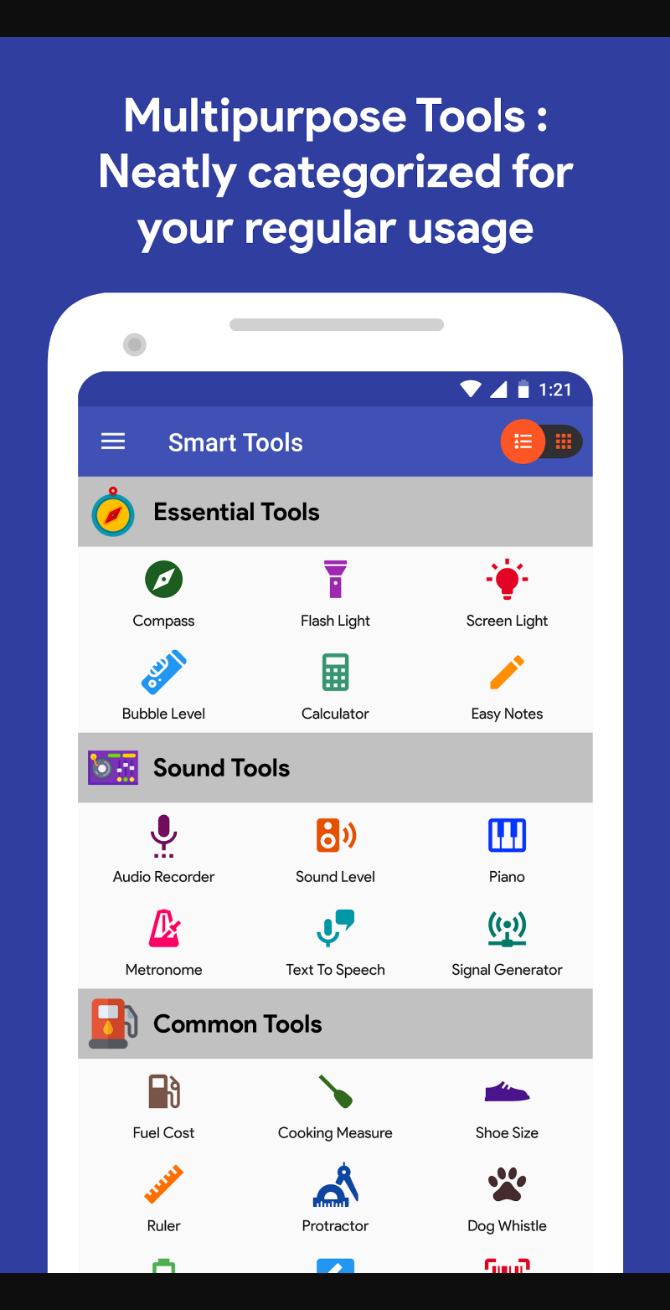 Multipurpose Tools :
Neatly categorized for
your regular usage
1:21
Smart Tools
Essential Tools
Compass
Flash Light
Screen Light
Bubble Level
Calculator
Easy Notes
Sound Tools
Audio Recorder
Sound Level
Piano
Metronome
Text To Speech
Signal Generator
Common Tools
Fuel Cost
Cooking Measure
Shoe Size
Ruler
Protractor
Dog Whistle